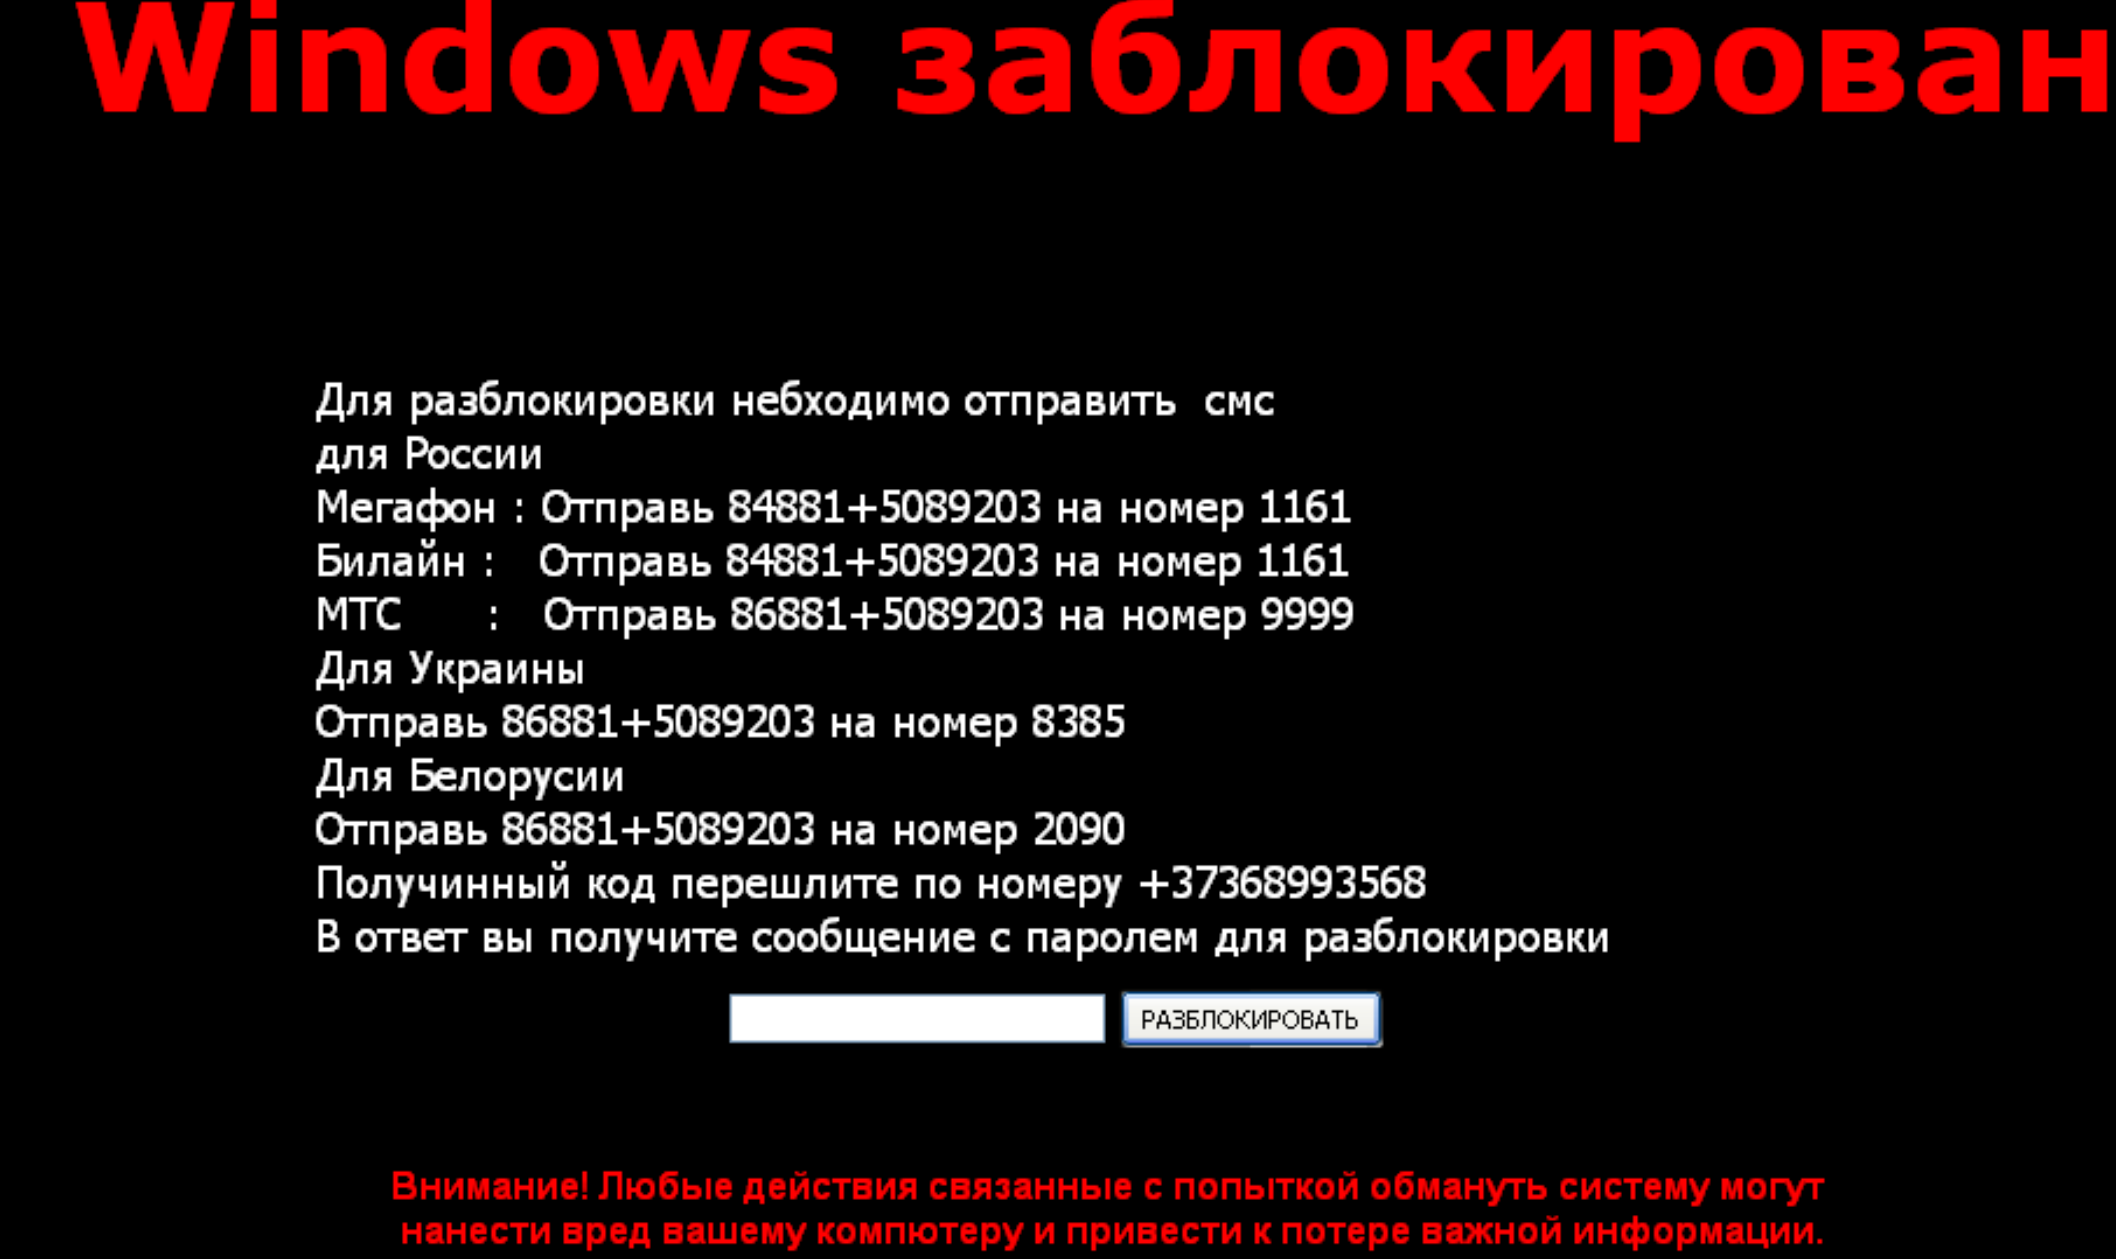 Windows заблокирован
Для разблокировки небходимо отправить смс
для России
Мегафон : Отправь 84881+5089203 на номер 1161
Билайн : Отправь 84881+5089203 на номер 1161
МТС : Отправь 86881+5089203 на номер 9999
Для Украины
Отправь 86881+5089203 на номер 8385
Для Белорусии
Отправь 86881+5089203 на номер 2090
Получинный код перешлите по номеру +37368993568
В ответ вы получите сообщение с паролем для разблокировки
РАЗБЛОКИРОВАТЬ
Внимание! Любые действия связанные с попыткой обмануть систему могут
нанести вред вашему компютеру и привести к потере важной информации.